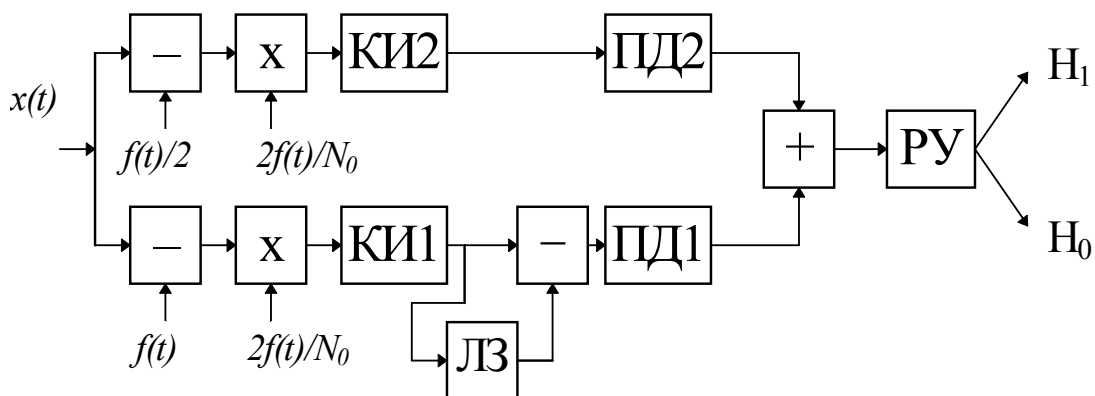 x(t)
–
x
КИ2
ПД2
f(t)/2
2f(t)/N₀
+
РУ
H₁
H₀
–
x
КИ1
–
ПД1
f(t)
2f(t)/N₀
ЛЗ